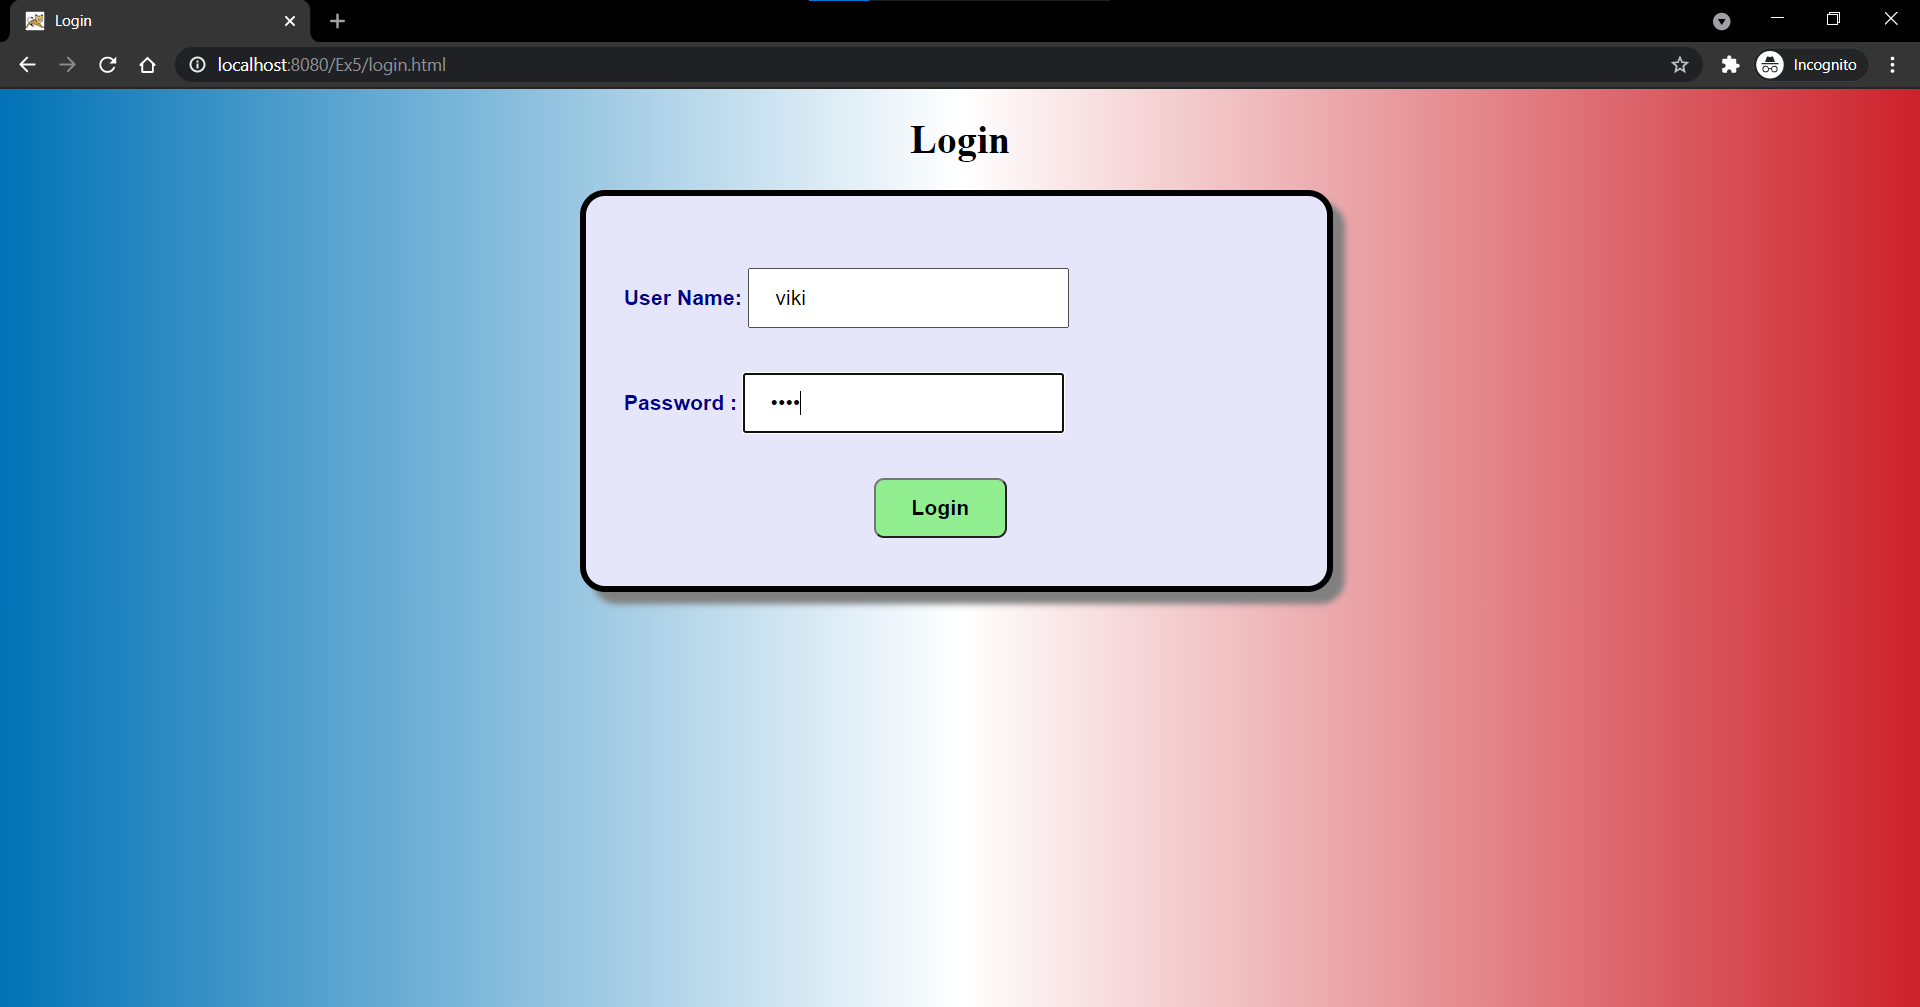 Login
localhost:8080/Ex5/login.html
Incognito
Login
User Name: viki
Password : ••••
Login